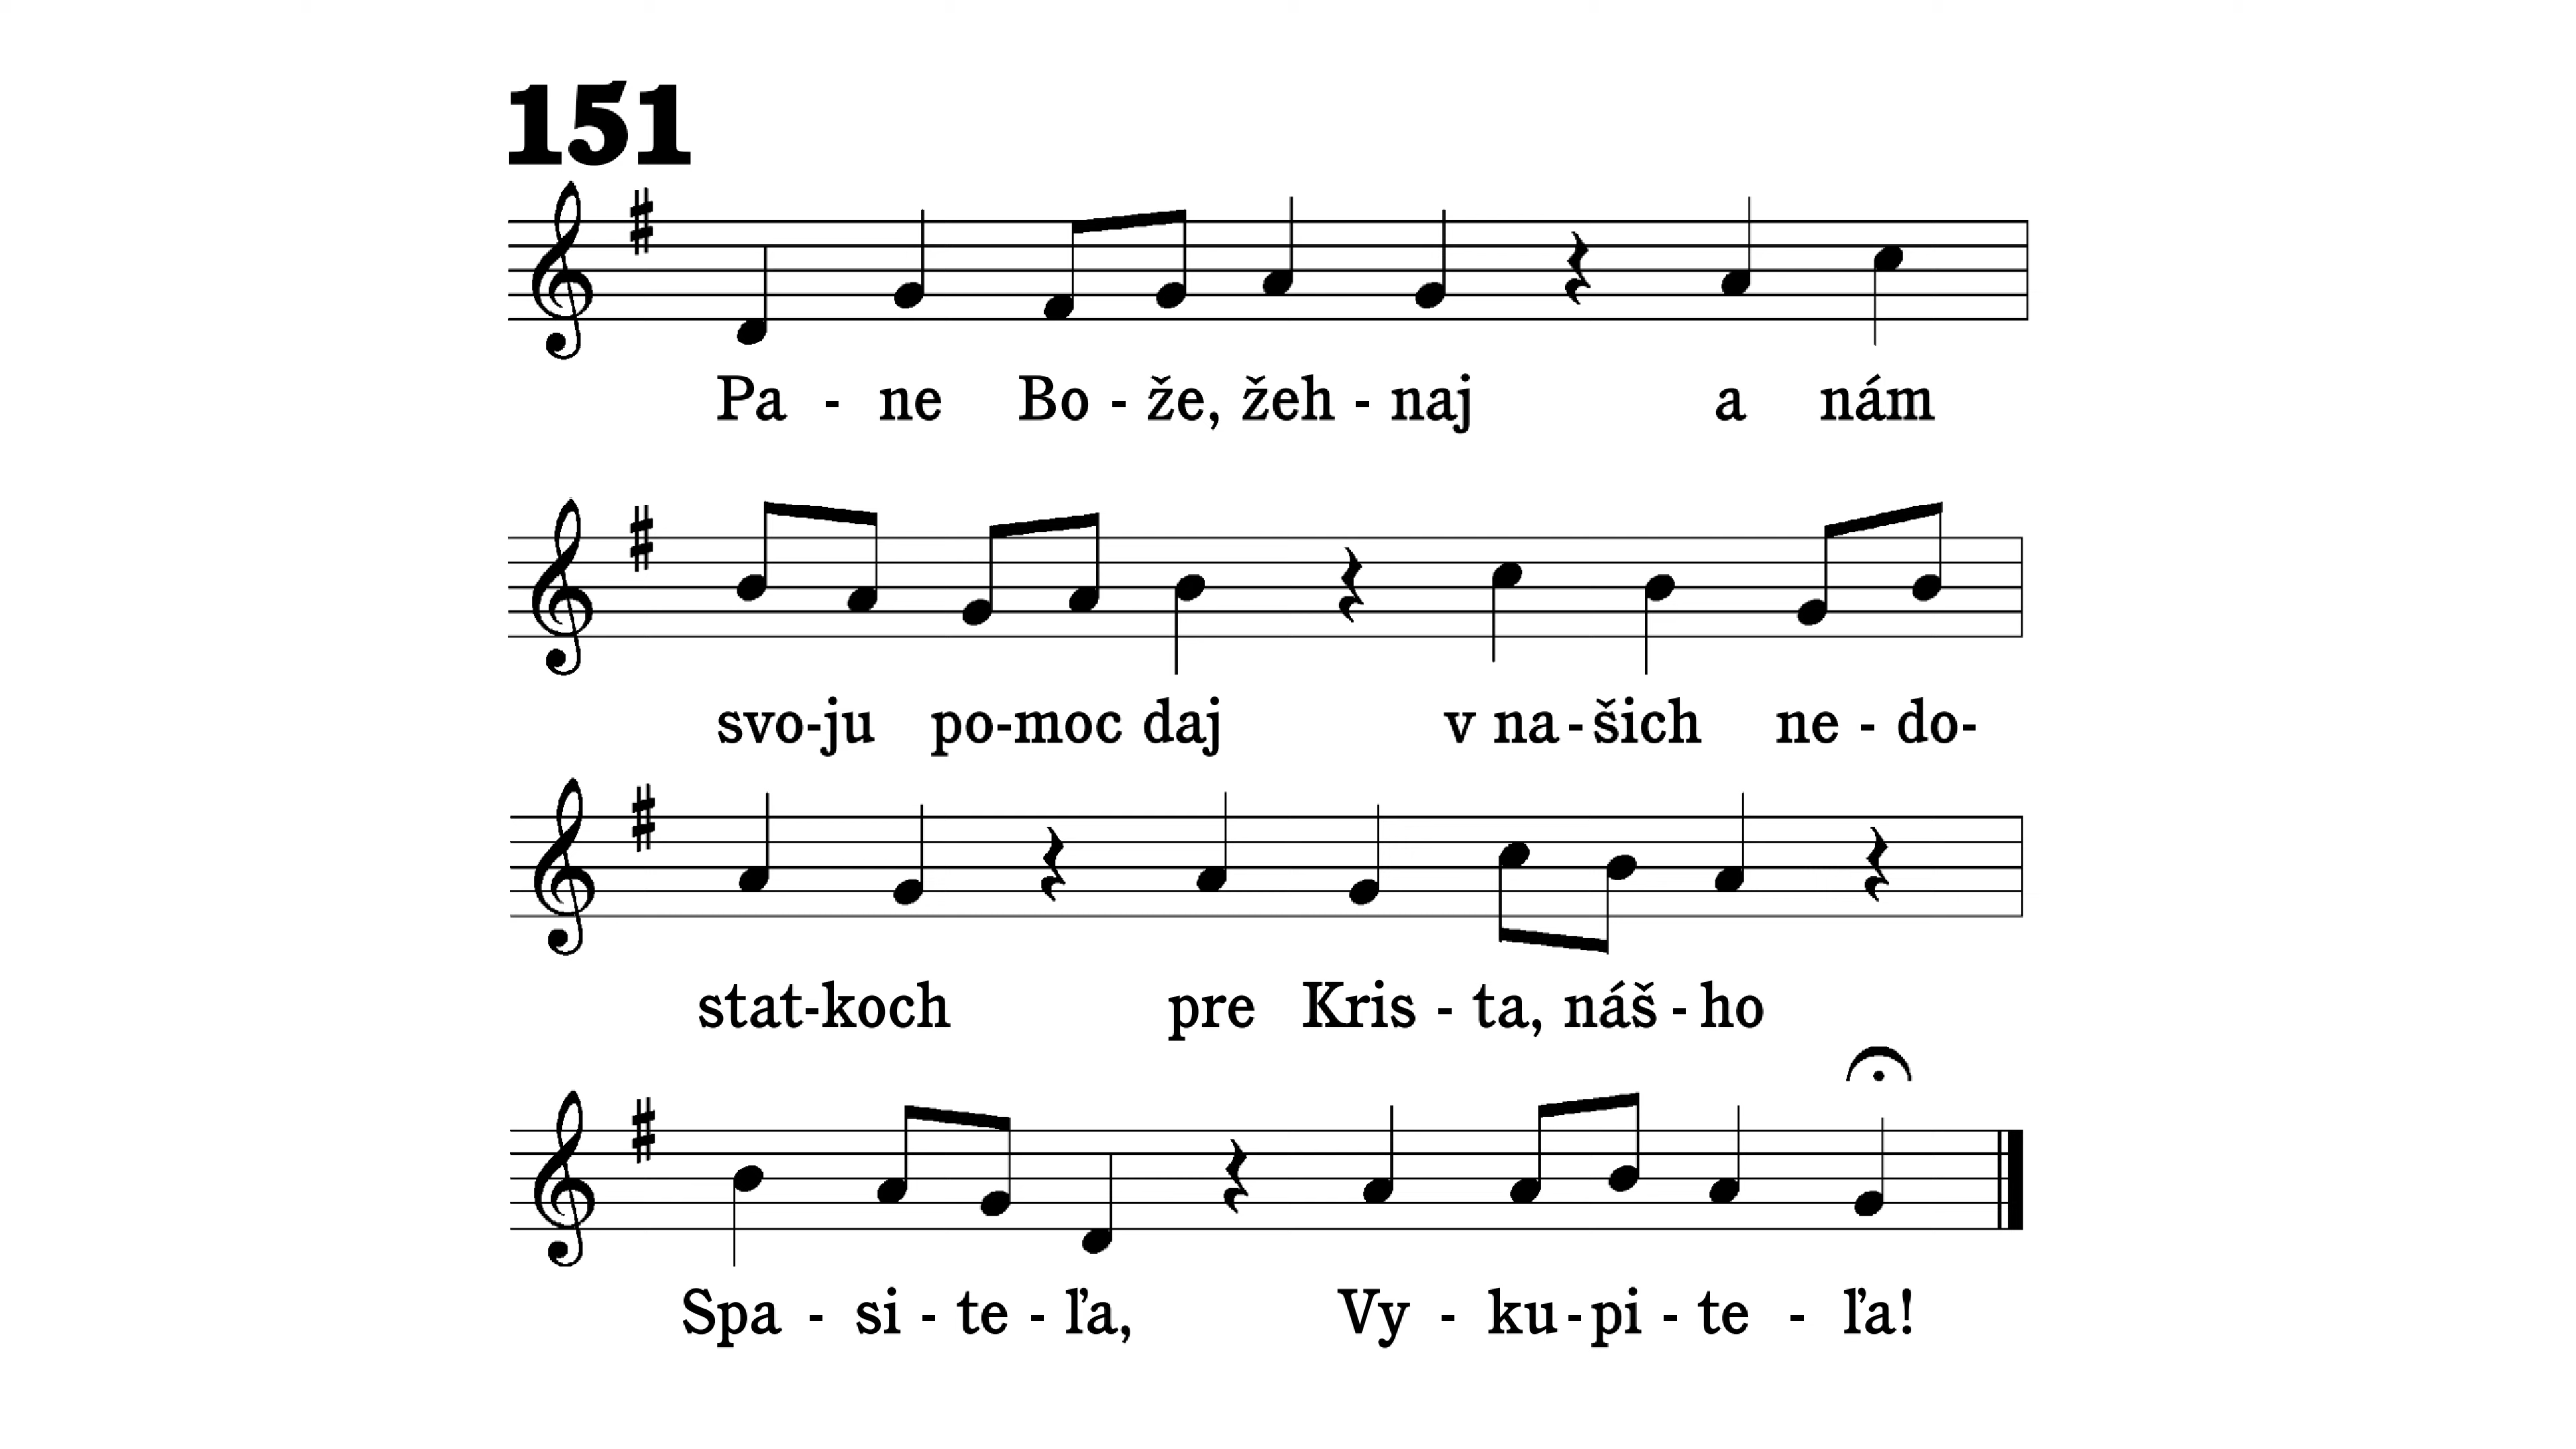 151
Pa - ne Bo - že, žeh - naj a nám
svo-ju po-moc daj v na-šich ne - do-
stat-koch pre Kris - ta, náš - ho
Spa - si - te - ľa, Vy - ku-pi - te - ľa!